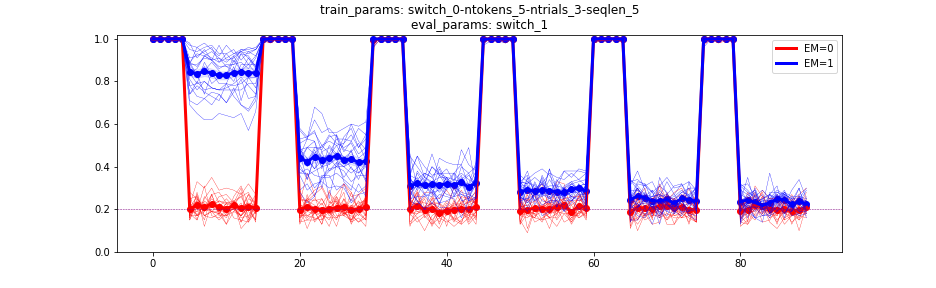 train_params: switch_0-ntokens_5-ntrials_3-seqlen_5
eval_params: switch_1
1.0
0.8
0.6
0.4
0.2
0.0
0
20
40
60
80
EM=0
EM=1